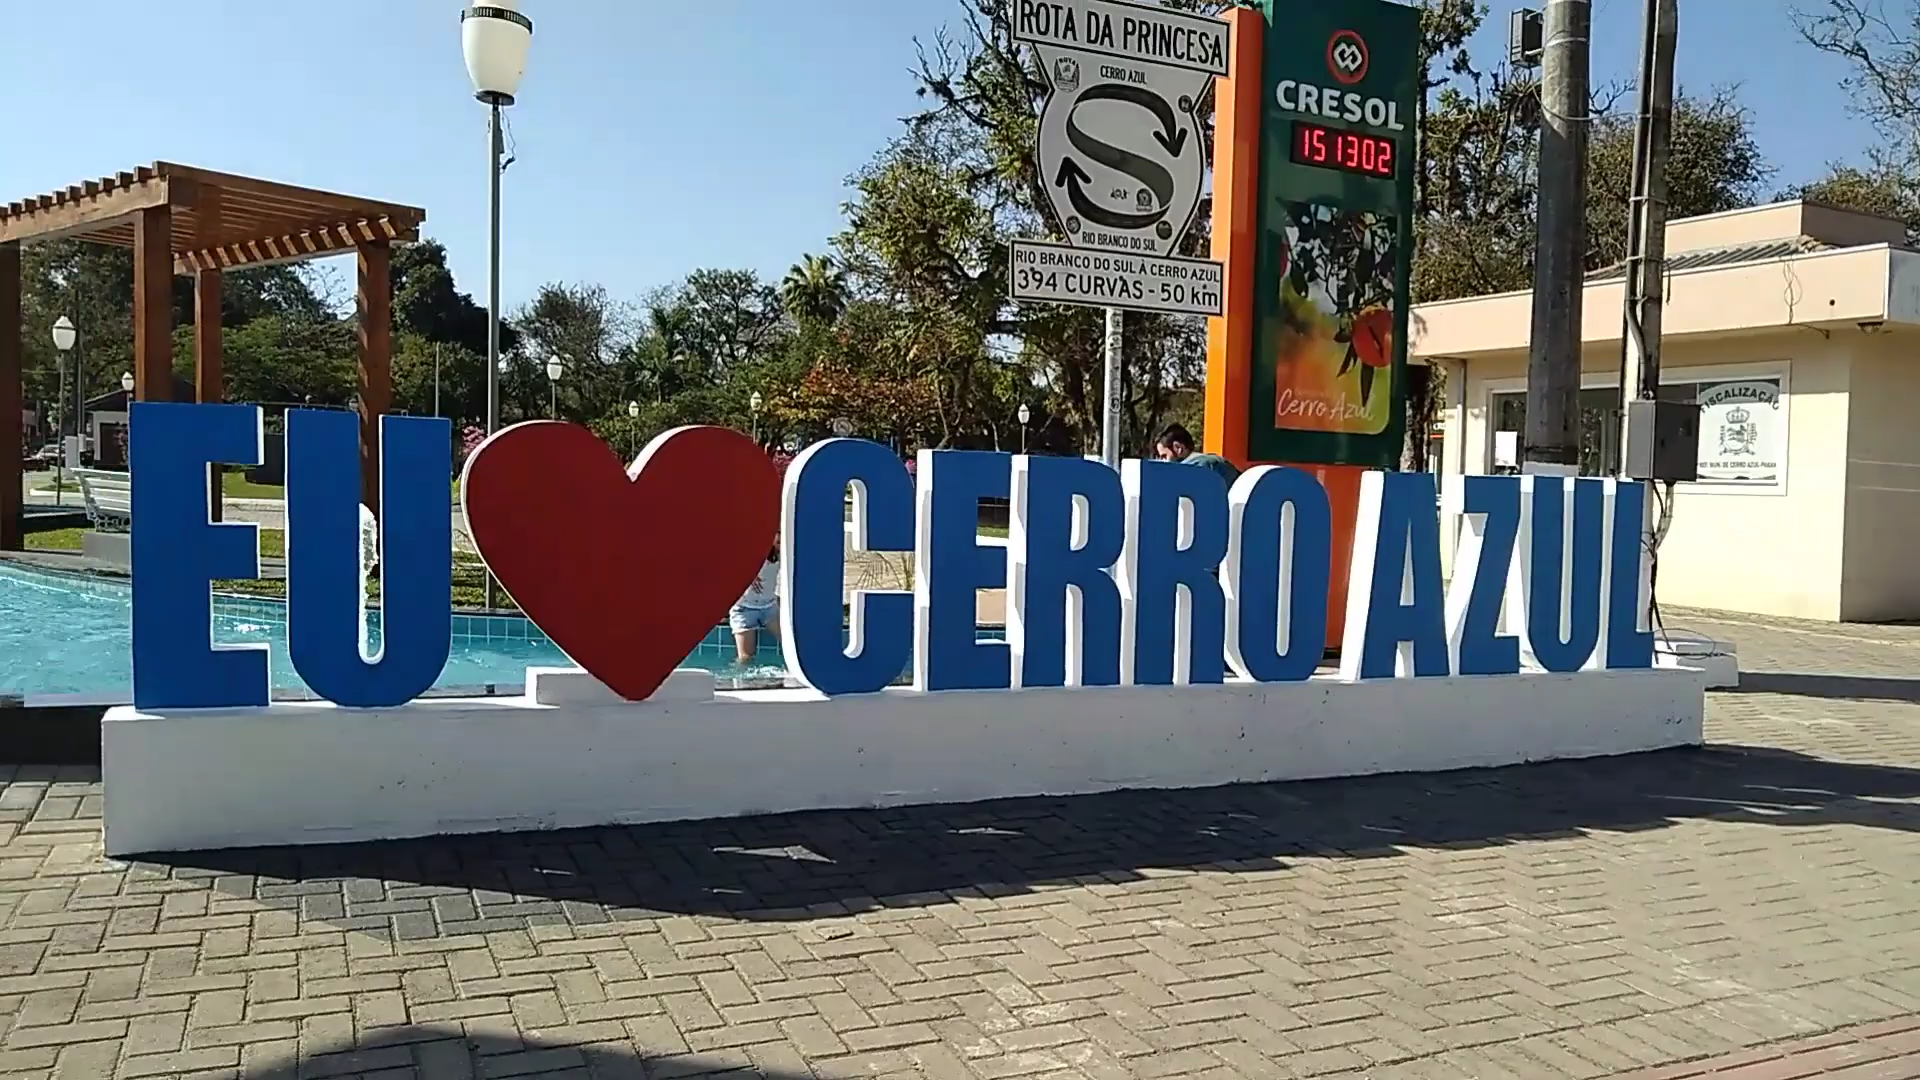 ROTA DA PRINCESA
CERRO AZUL
S
RIO BRANCO DO SUL
RIO BRANCO DO SUL À CERRO AZUL
394 CURVAS - 50 km
CRESOL
151302
Cerro Azul
FISCALIZAÇÃO
EU ❤ CERRO AZUL